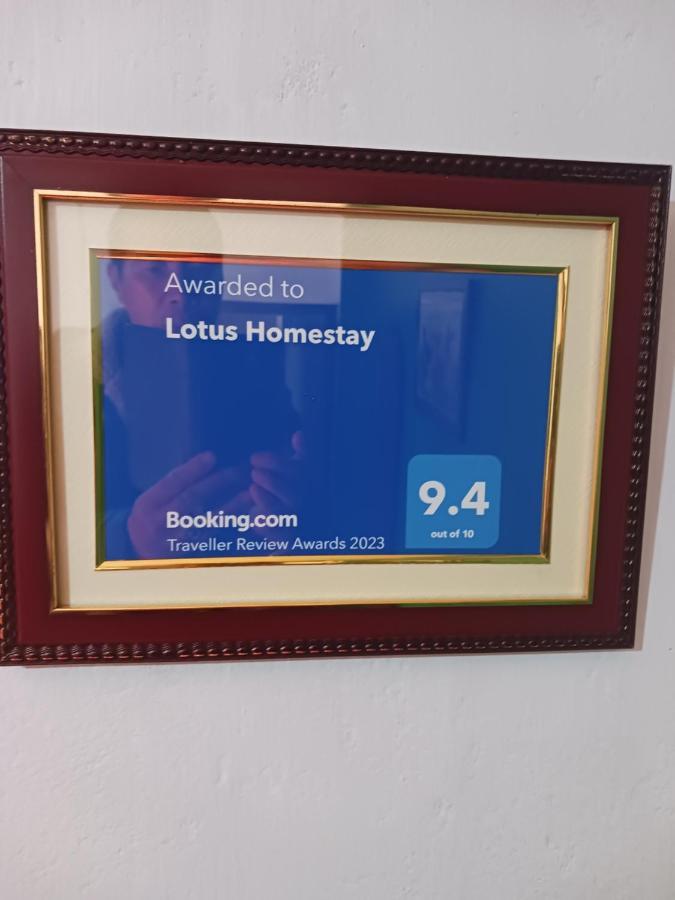 Awarded to
Lotus Homestay
Booking.com
Traveller Review Awards 2023
9.4
out of 10